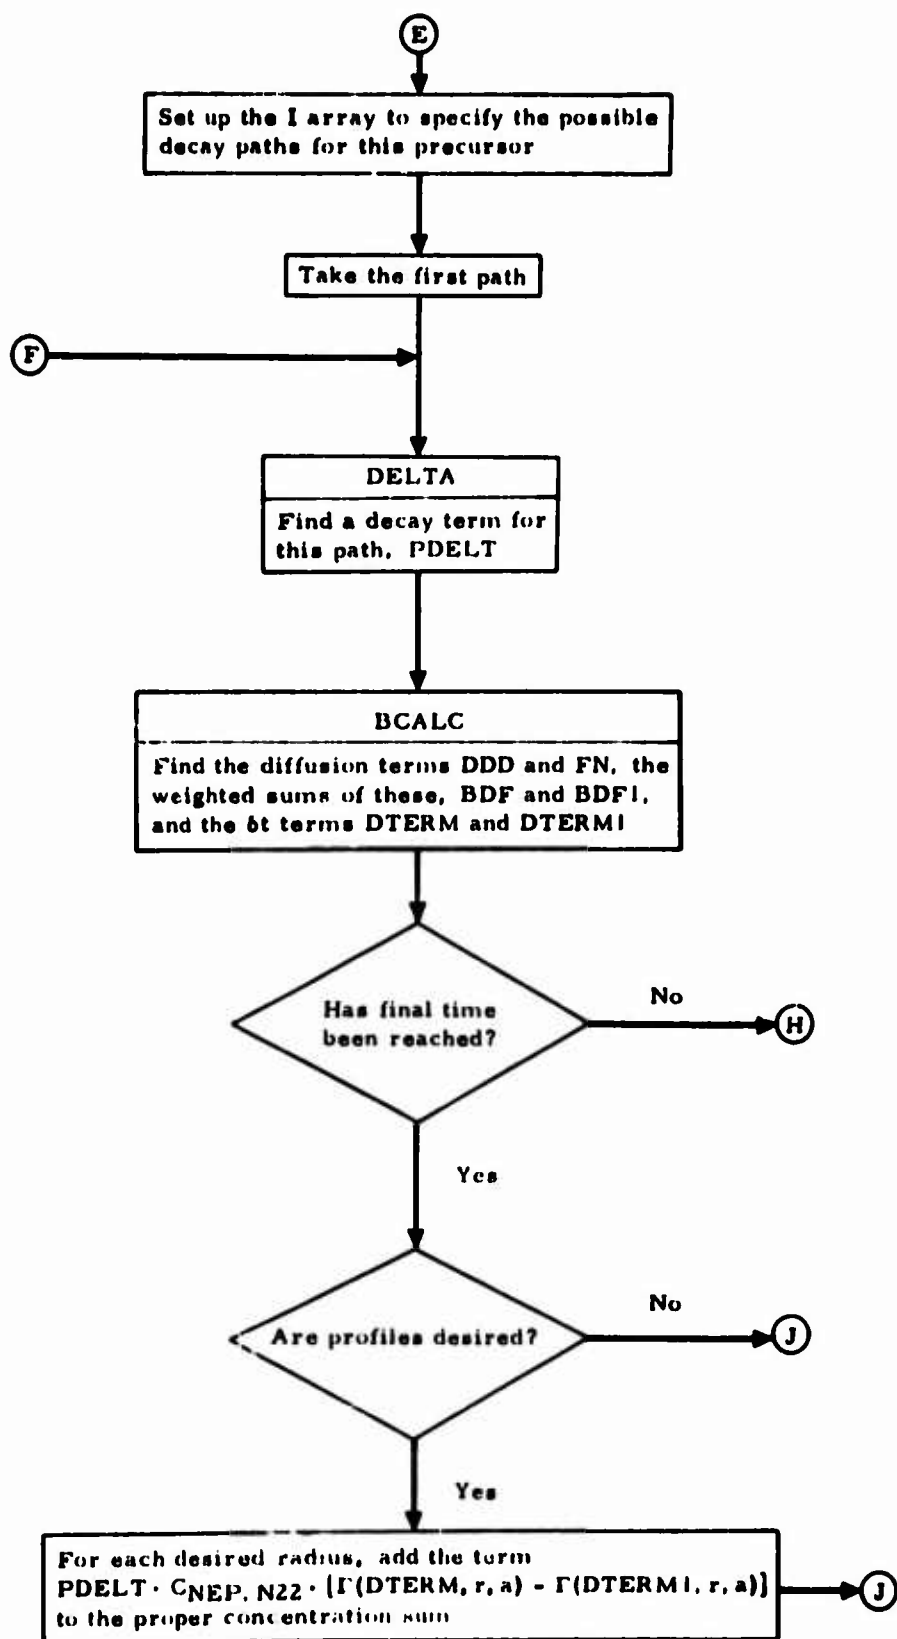 E
Set up the I array to specify the possible
decay paths for this precursor
Take the first path
F
DELTA
Find a decay term for
this path, PDELT
BCALC
Find the diffusion terms DDD and FN, the
weighted sums of these, BDF and BDF1,
and the δt terms DTERM and DTERM1
Has final time
been reached?
No
H
Yes
Are profiles desired?
No
J
Yes
For each desired radius, add the term
PDELT · C_NEP, N22 · [Γ(DTERM, r, a) - Γ(DTERM1, r, a)]
to the proper concentration sum
J